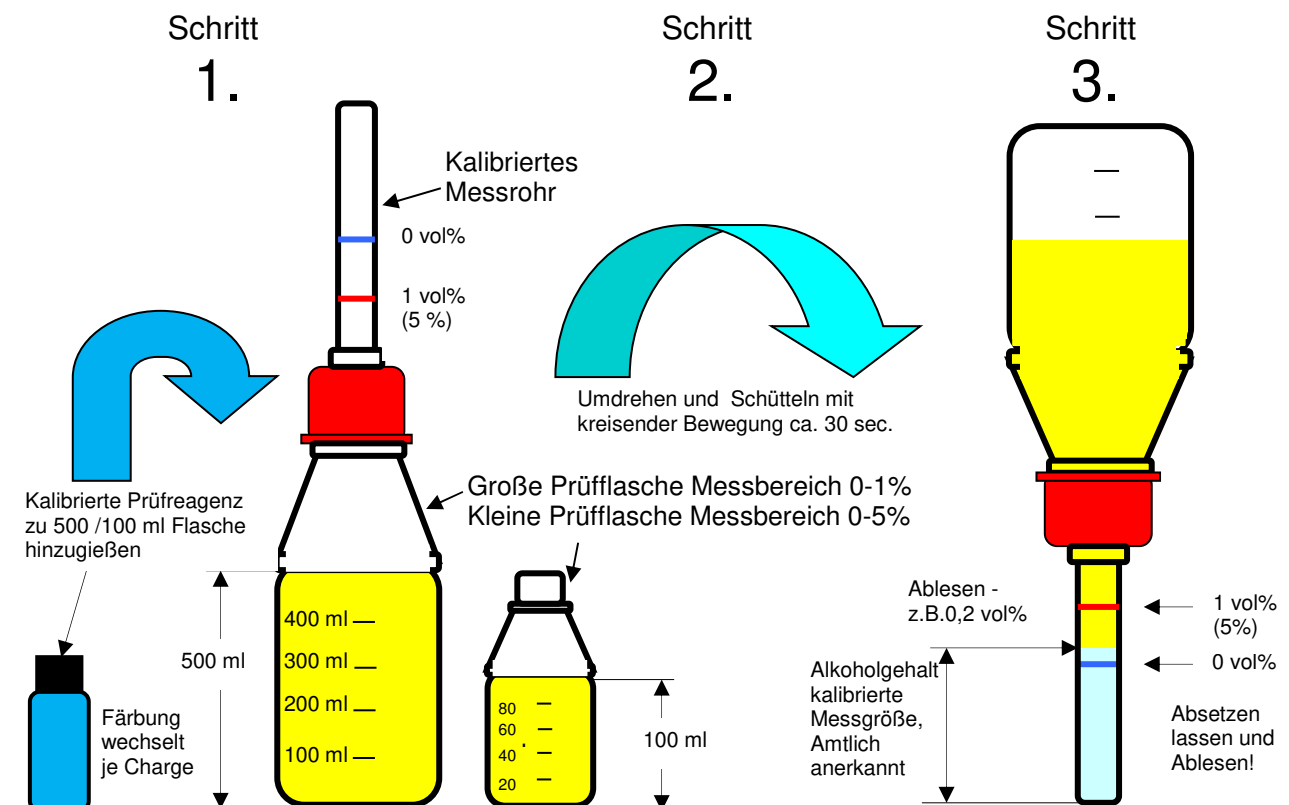 Schritt
1.
Schritt
2.
Schritt
3.
Kalibriertes
Messrohr
0 vol%
1 vol%
(5 %)
Umdrehen und Schütteln mit
kreisender Bewegung ca. 30 sec.
Kalibrierte Prüfreagenz
zu 500 /100 ml Flasche
hinzugießen
Große Prüfflasche Messbereich 0-1%
Kleine Prüfflasche Messbereich 0-5%
500 ml
400 ml
300 ml
200 ml
100 ml
Färbung
wechselt
je Charge
80
60
40
20
100 ml
Ablesen -
z.B.0,2 vol%
1 vol%
(5%)
0 vol%
Alkoholgehalt
kalibrierte
Messgröße,
Amtlich
anerkannt
Absetzen
lassen und
Ablesen!